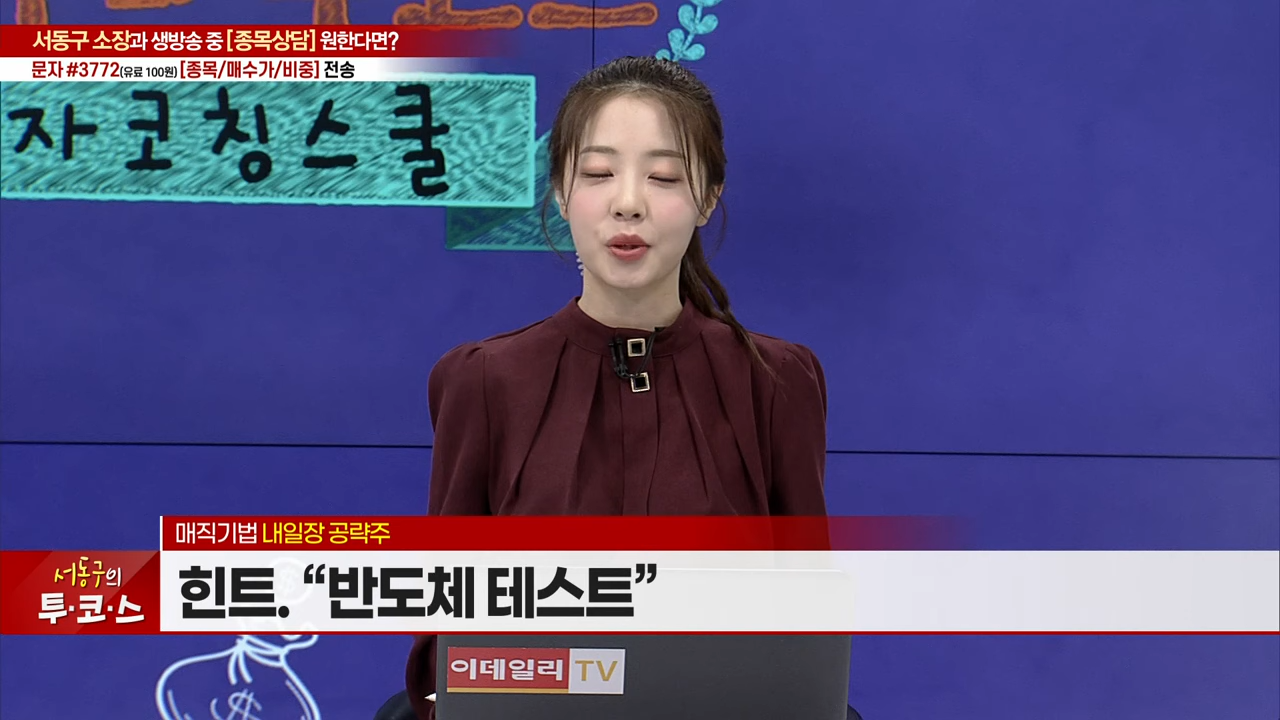 서동구 소장과 생방송 중 [종목상담] 원한다면?
문자 #3772(유료 100원) [종목/매수가/비중] 전송
자코칭스쿨
매직기법 내일장 공략주
서동구의
투·코·스
힌트. “반도체 테스트”
이데일리 TV